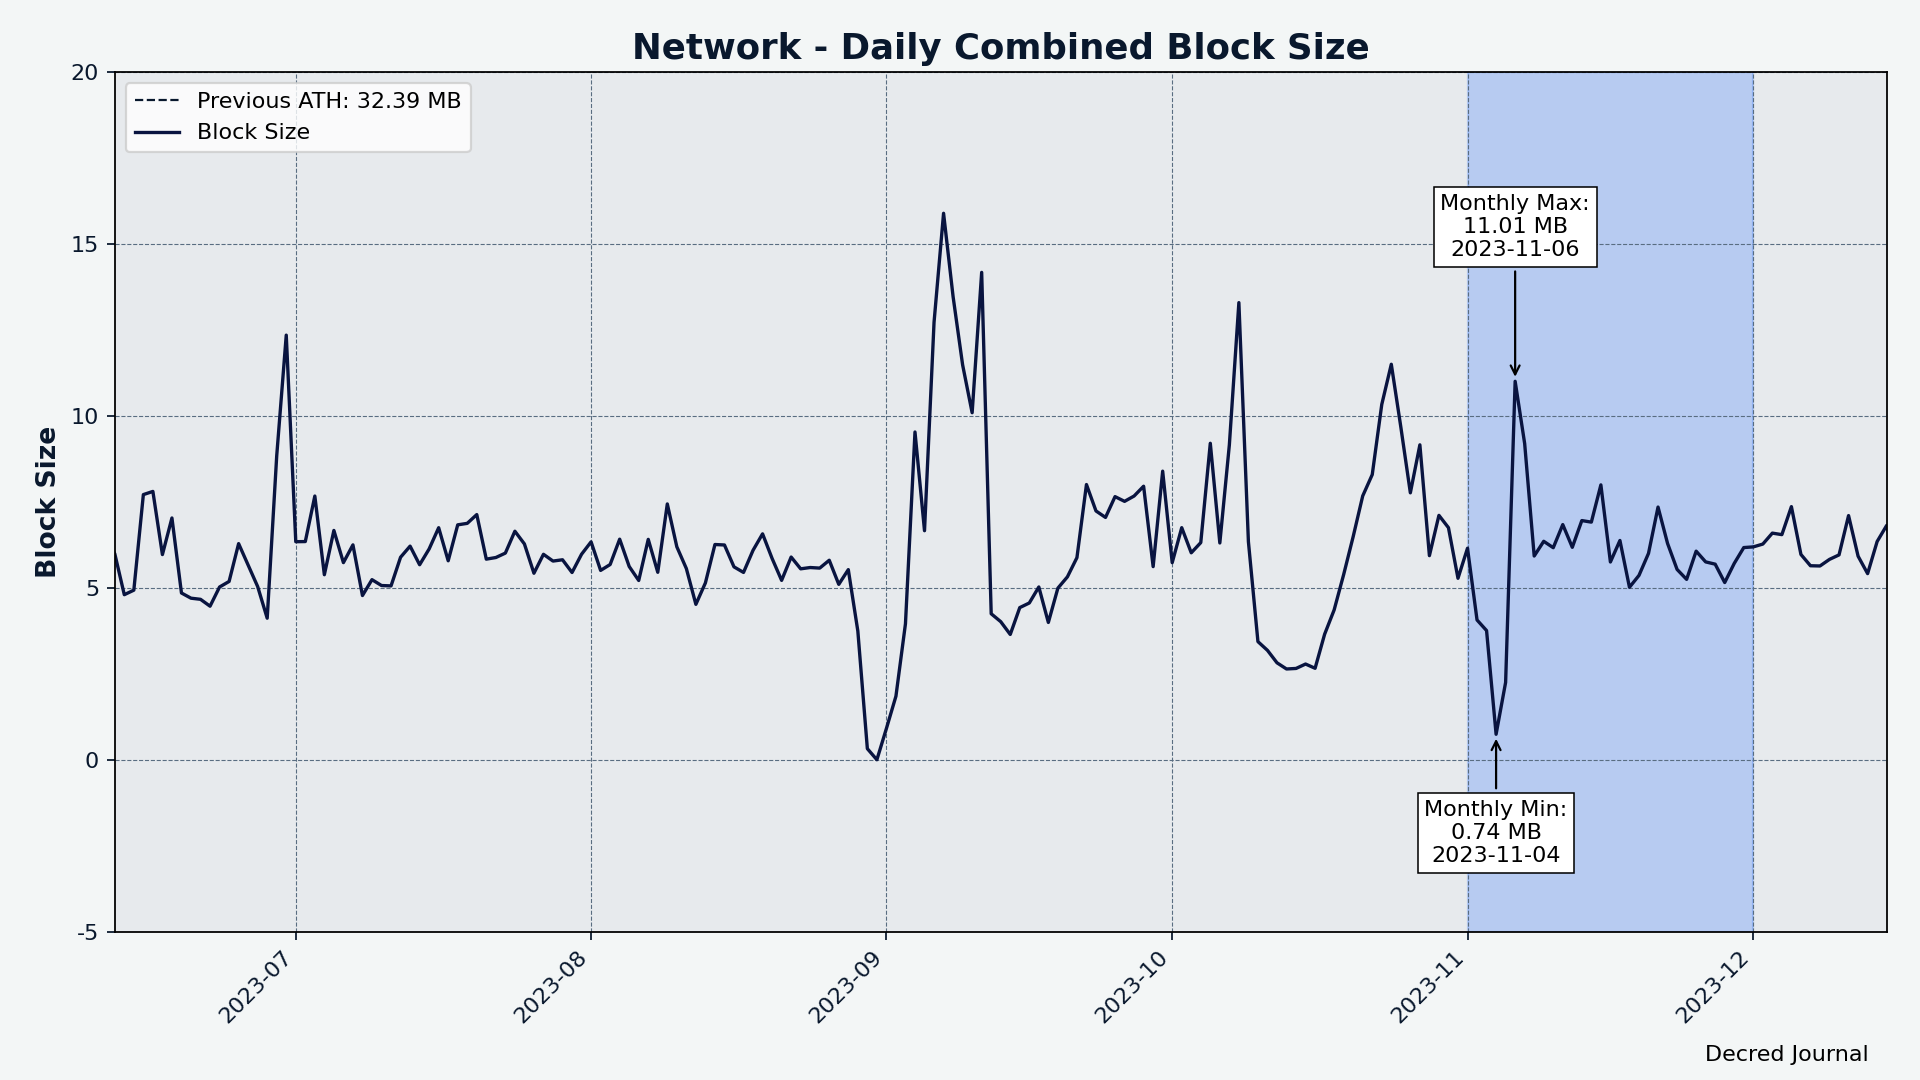 Network - Daily Combined Block Size
Previous ATH: 32.39 MB
Block Size
Block Size
20
15
10
5
0
-5
Monthly Max:
11.01 MB
2023-11-06
Monthly Min:
0.74 MB
2023-11-04
2023-07
2023-08
2023-09
2023-10
2023-11
2023-12
Decred Journal